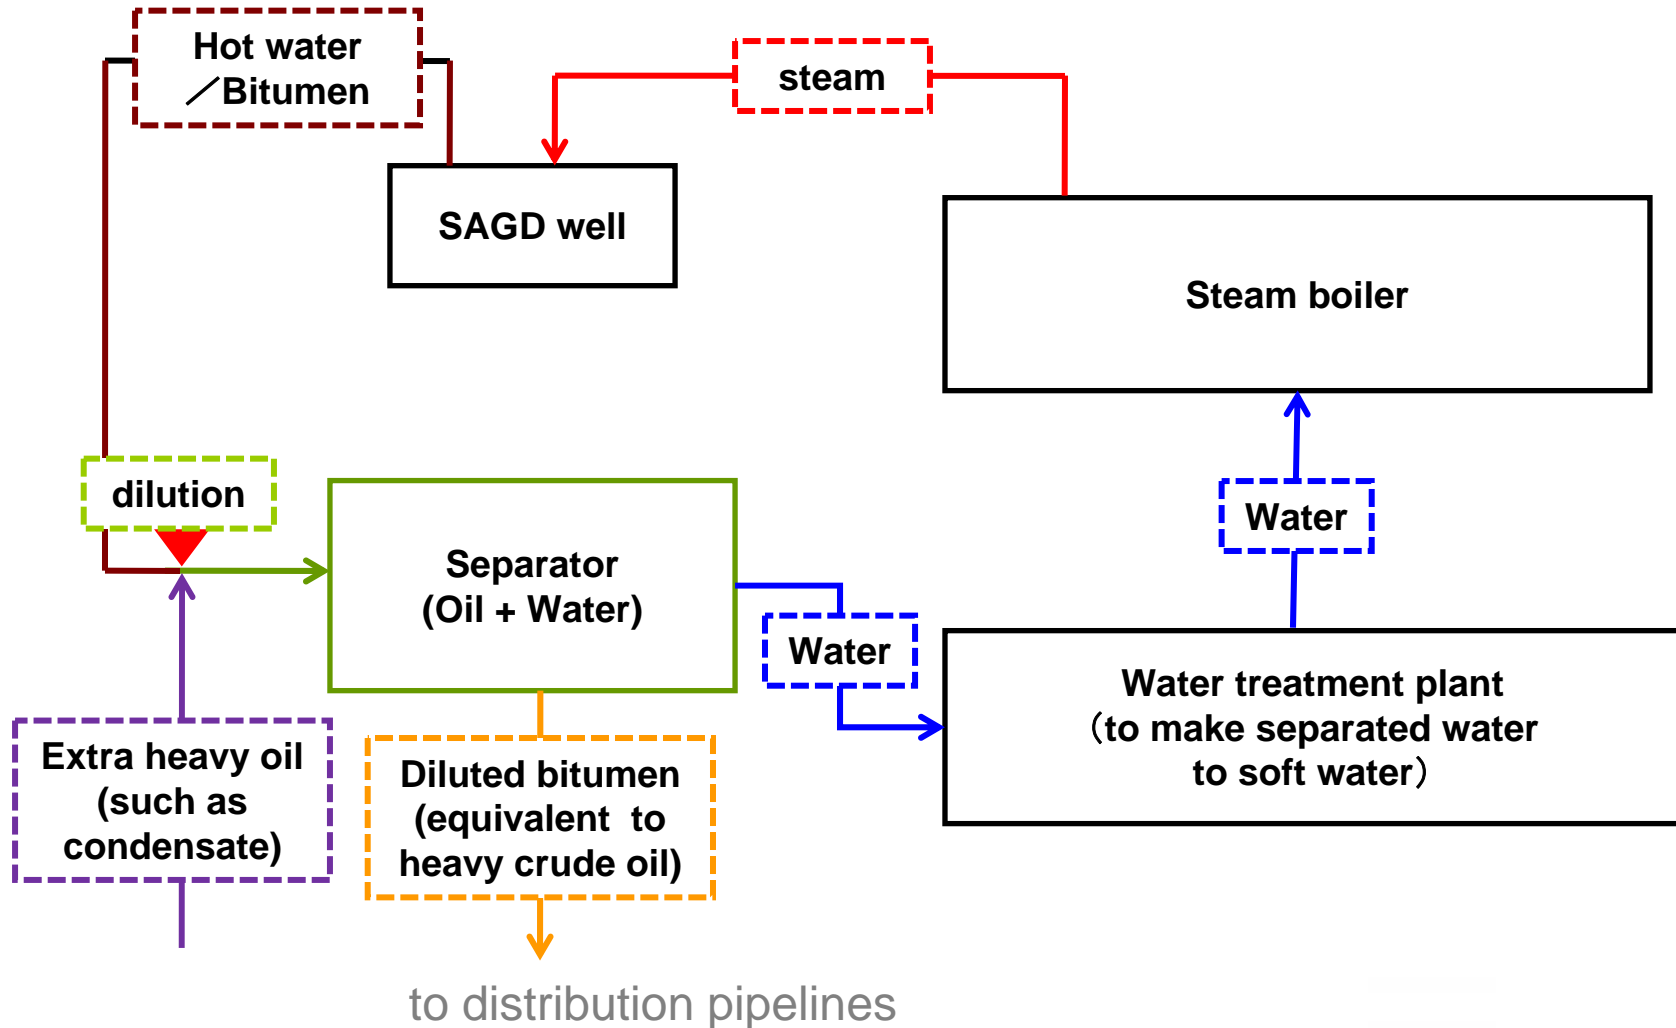 Hot water
／Bitumen
steam
SAGD well
Steam boiler
dilution
Separator
(Oil + Water)
Water
Water
Water treatment plant
（to make separated water
to soft water）
Extra heavy oil
(such as
condensate)
Diluted bitumen
(equivalent to
heavy crude oil)
to distribution pipelines